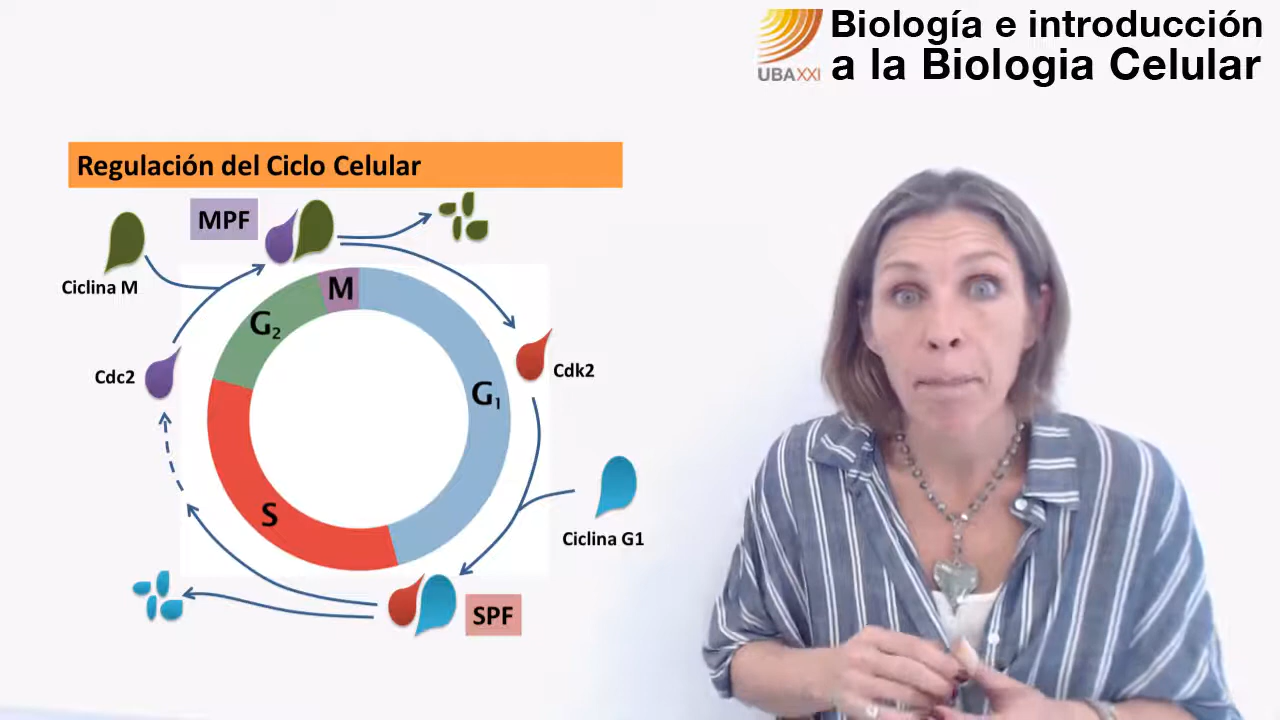 Biología e introducción
a la Biologia Celular
UBAXXI
Regulación del Ciclo Celular
MPF
Ciclina M
M
G₂
Cdc2
Cdk2
G₁
S
Ciclina G1
SPF